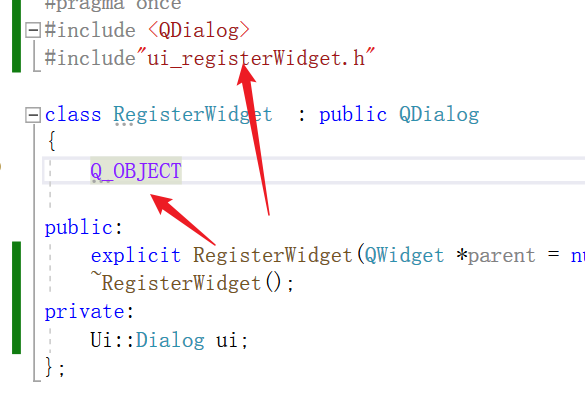 #pragma once
#include <QDialog>
#include"ui_registerWidget.h"
class RegisterWidget : public QDialog
{
Q_OBJECT
public:
explicit RegisterWidget(QWidget *parent = nu
~RegisterWidget();
private:
Ui::Dialog ui;
};